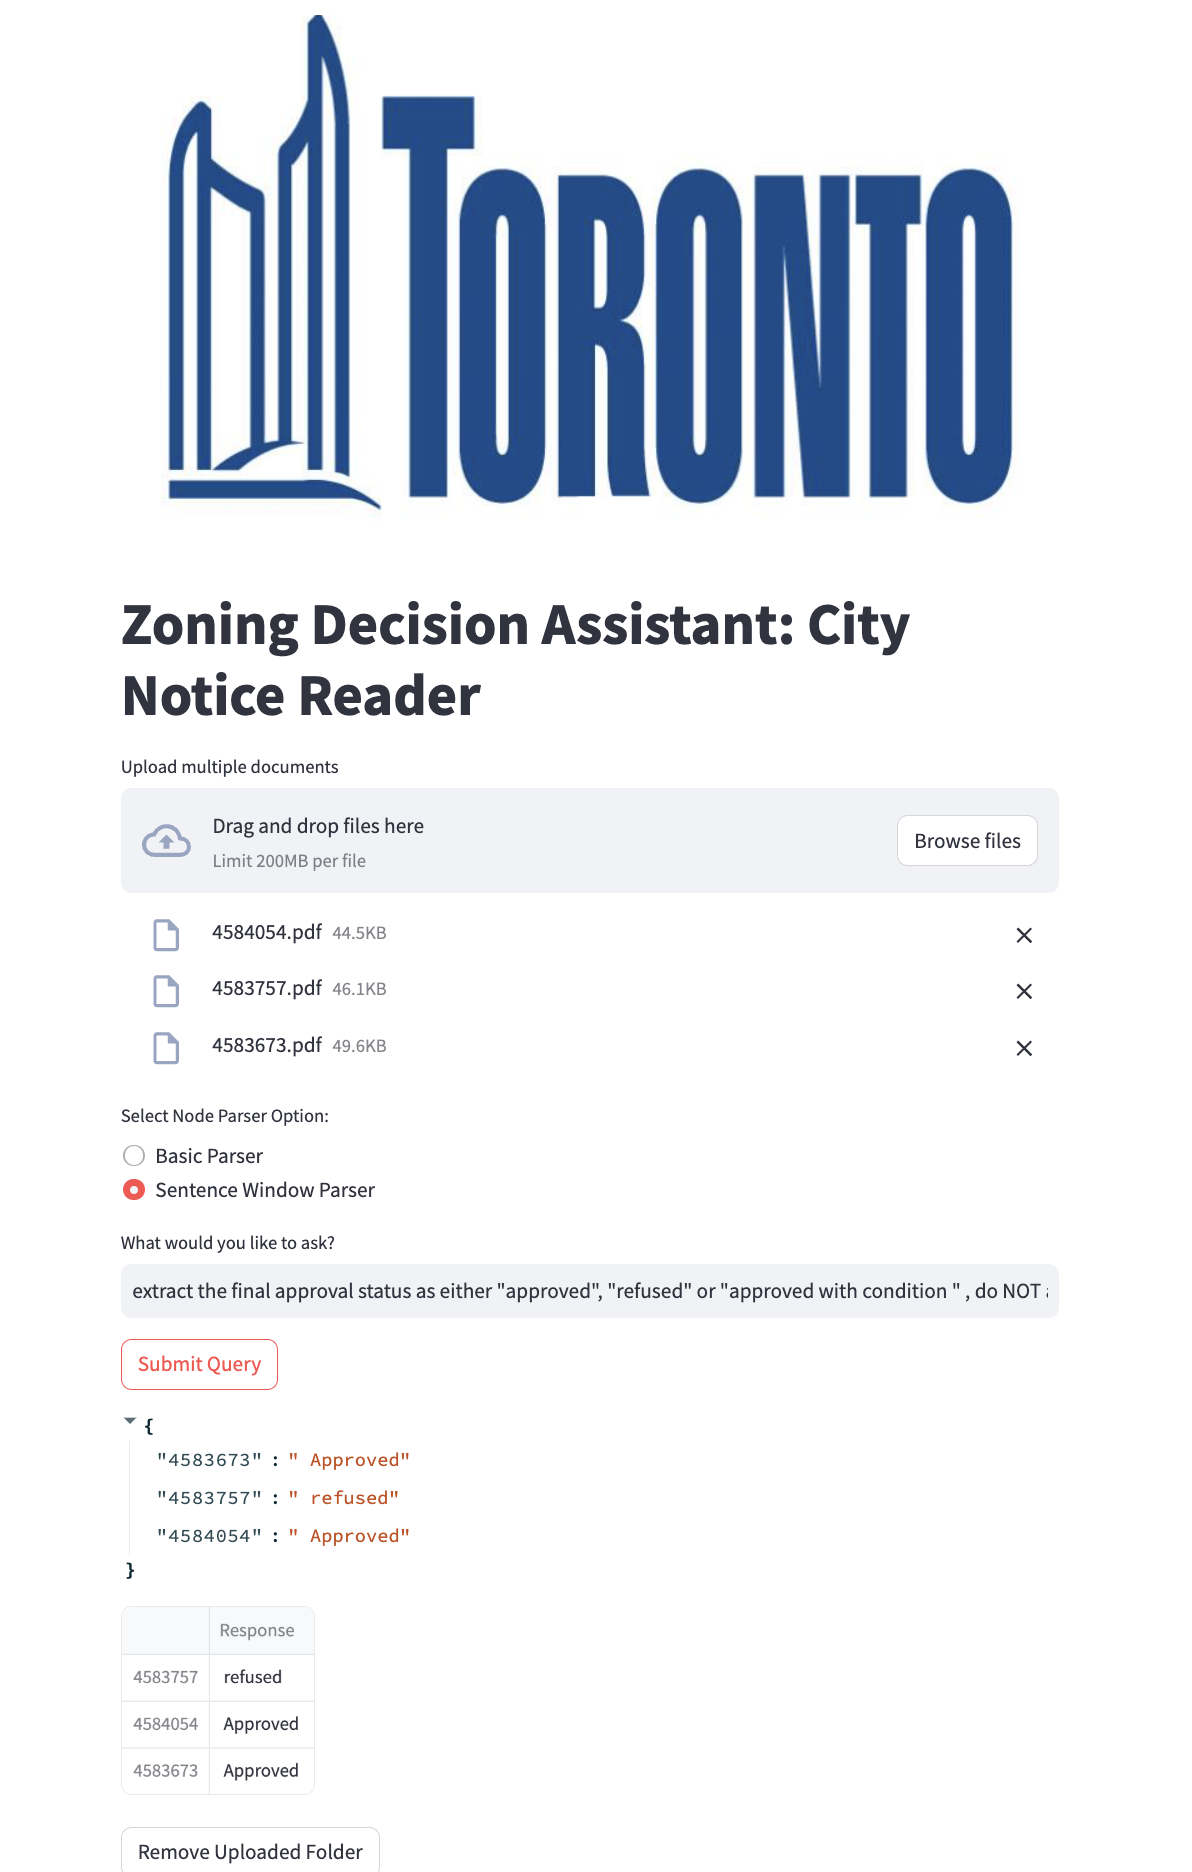 TORONTO
Zoning Decision Assistant: City
Notice Reader
Upload multiple documents
Drag and drop files here
Limit 200MB per file
Browse files
4584054.pdf 44.5KB
4583757.pdf 46.1KB
4583673.pdf 49.6KB
Select Node Parser Option:
Basic Parser
Sentence Window Parser
What would you like to ask?
extract the final approval status as either "approved", "refused" or "approved with condition " , do NOT
Submit Query
{
"4583673" : " Approved"
"4583757" : " refused"
"4584054" : " Approved"
}
Response
4583757 refused
4584054 Approved
4583673 Approved
Remove Uploaded Folder